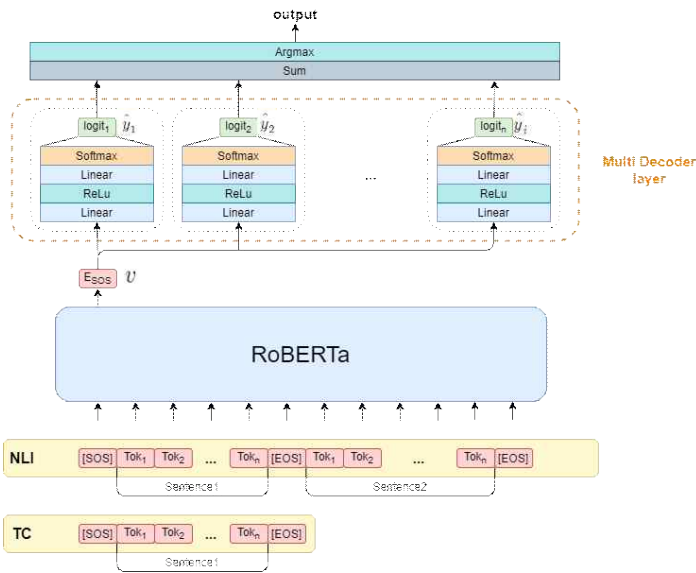 output
Argmax
Sum
logit₁ ŷ₁ logit₂ ŷ₂ logitₙ ŷᵢ
Softmax Softmax Softmax
Linear Linear ... Linear
ReLu ReLu ReLu
Linear Linear Linear
Multi Decoder
layer
E_SOS v
RoBERTa
NLI [SOS] Tok₁ Tok₂ ... Tokₙ [EOS] Tok₁ Tok₂ ... Tokₙ [EOS]
Sentence1 Sentence2
TC [SOS] Tok₁ Tok₂ ... Tokₙ [EOS]
Sentence1